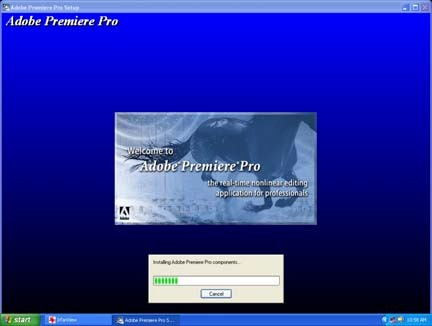 Adobe Premiere Pro Setup
Adobe Premiere Pro
Welcome to
Adobe® Premiere® Pro
the real-time nonlinear editing
application for professionals
Adobe
Installing Adobe Premiere Pro components...
Cancel
start
IrfanView
Adobe Premiere Pro S...
10:56 AM